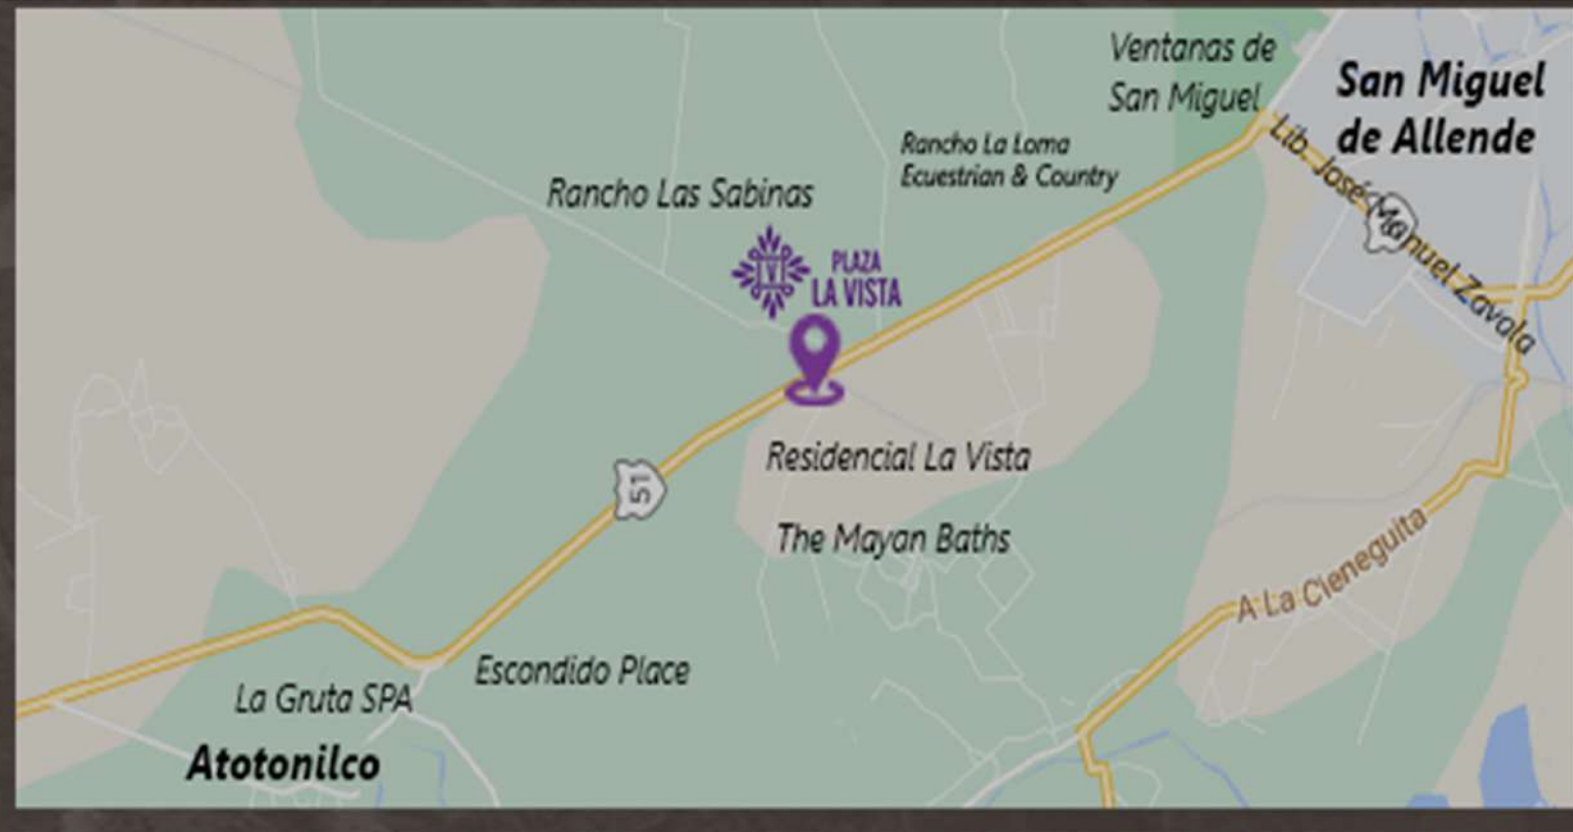 Ventanas de
San Miguel
San Miguel
de Allende
Lib. José Manuel Zavala
Rancho La Loma
Ecuestrian & Country
Rancho Las Sabinas
V
PLAZA
LA VISTA
51
Residencial La Vista
The Mayan Baths
A La Cieneguita
Escondido Place
La Gruta SPA
Atotonilco